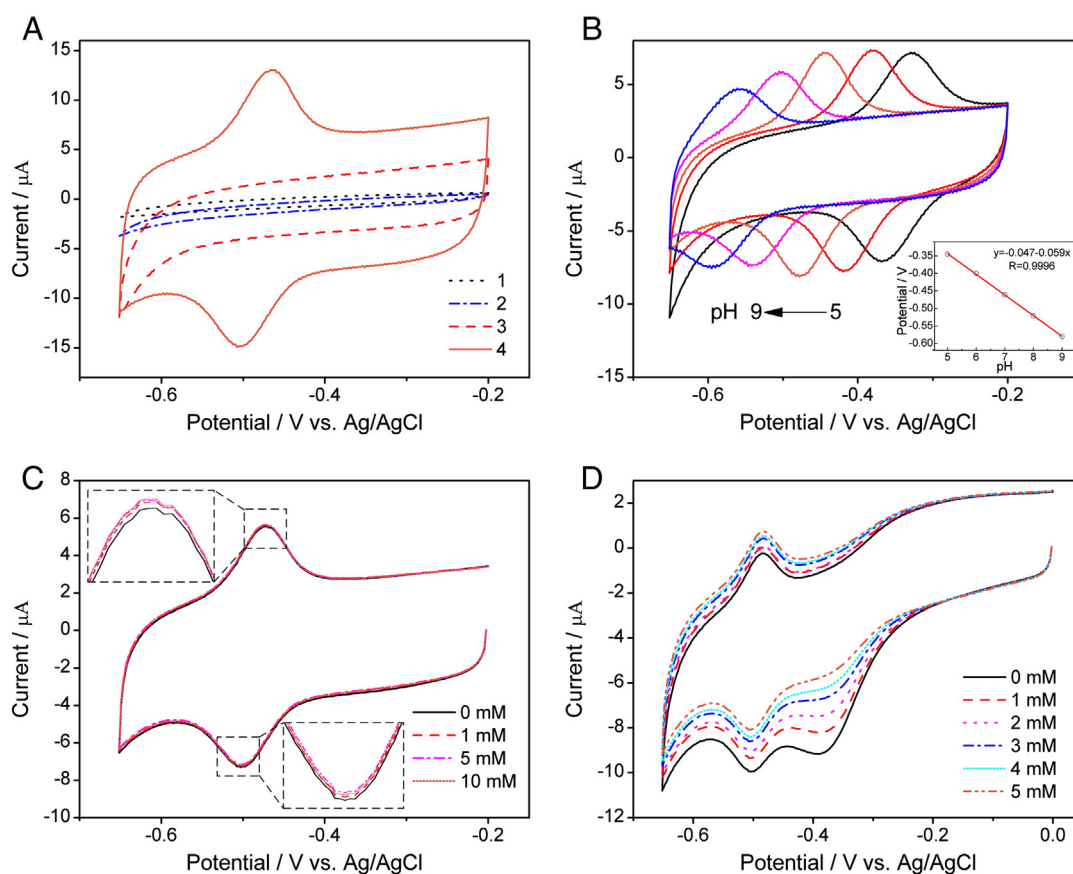 A
15
10
5
0
-5
-10
-15
Current / μA
1
2
3
4
-0.6
-0.4
-0.2
Potential / V vs. Ag/AgCl
B
5
0
-5
-10
-15
Current / μA
pH 9 5
y=-0.047-0.059x
R=0.9996
-0.35
-0.40
-0.45
-0.50
-0.55
-0.60
Potential / V
5 6 7 8 9
pH
-0.6
-0.4
-0.2
Potential / V vs. Ag/AgCl
C
8
6
4
2
0
-2
-4
-6
-8
-10
Current / μA
0 mM
1 mM
5 mM
10 mM
-0.6
-0.4
-0.2
Potential / V vs. Ag/AgCl
D
2
0
-2
-4
-6
-8
-10
-12
Current / μA
0 mM
1 mM
2 mM
3 mM
4 mM
5 mM
-0.6
-0.4
-0.2
0.0
Potential / V vs. Ag/AgCl